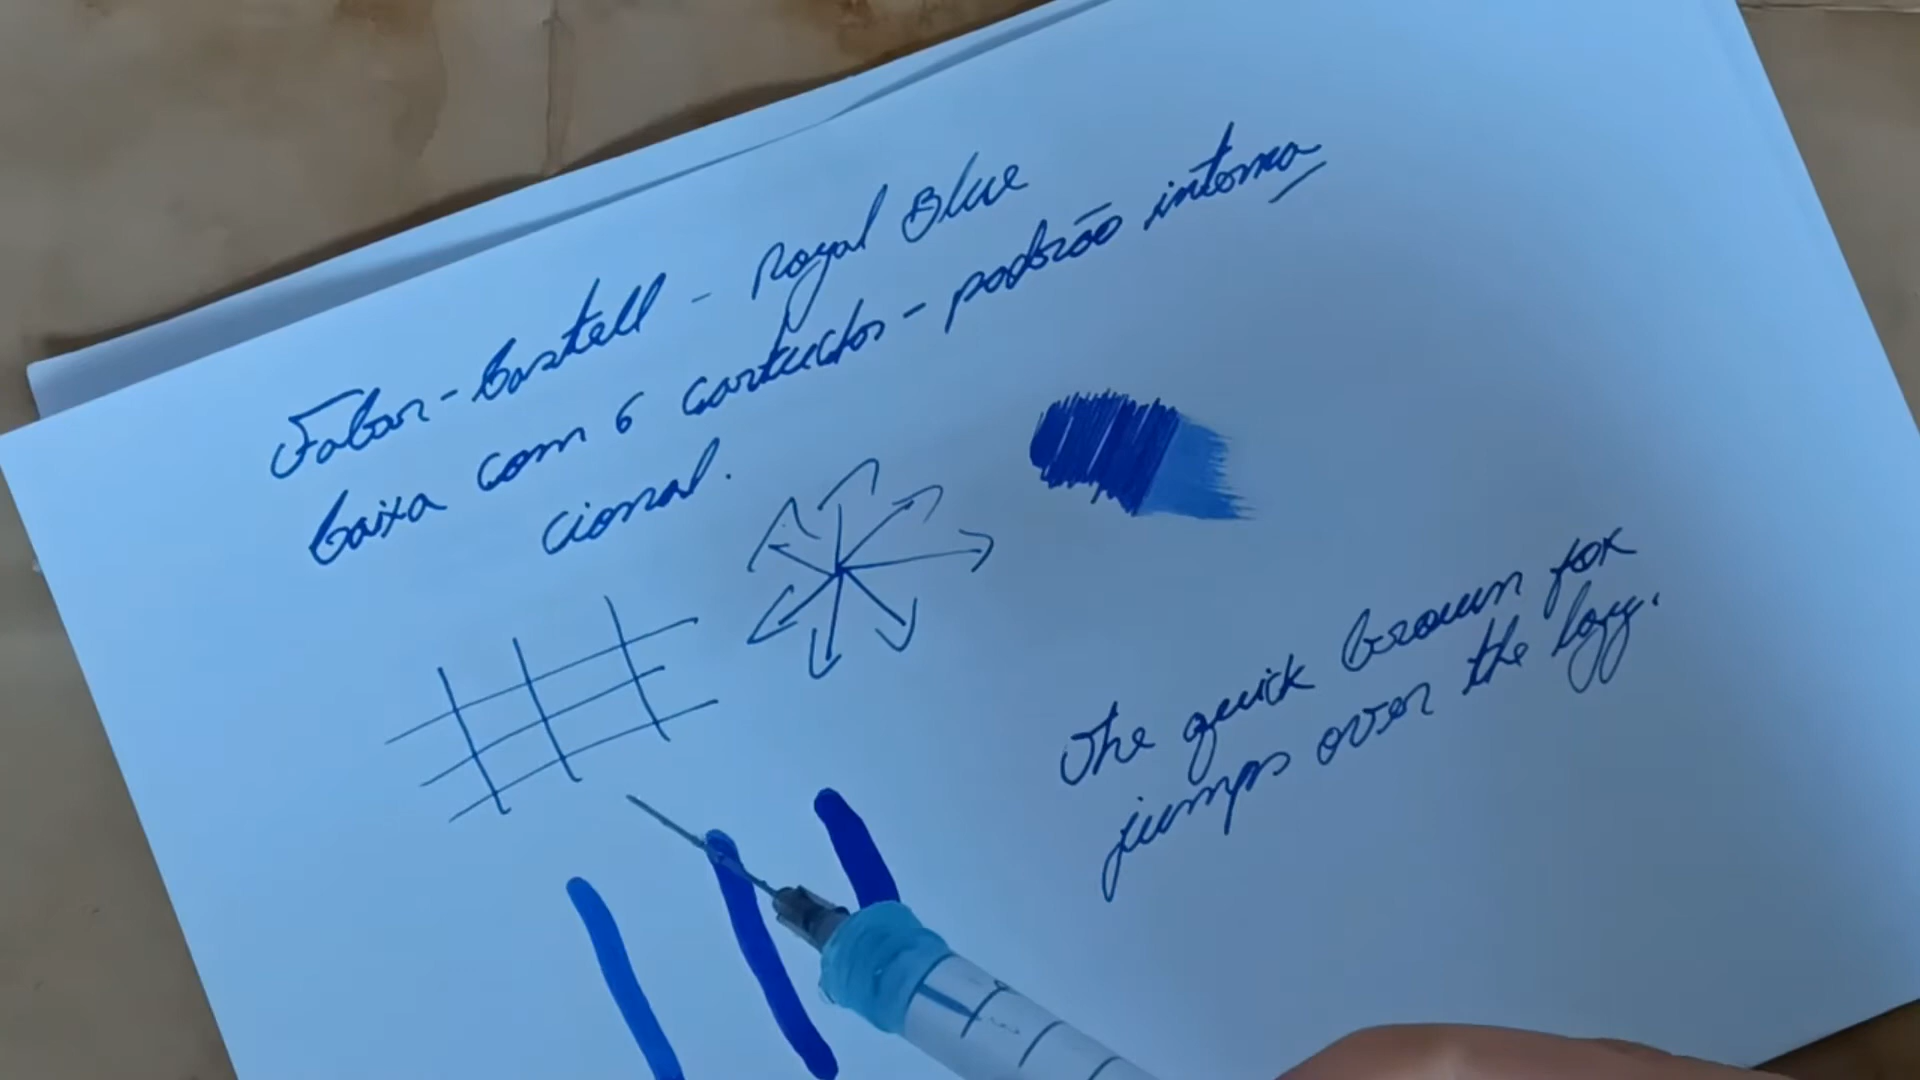 Faber-Castell - Royal Blue
Caixa com 6 cartuchos - padrão interna
cional.
The quick brown fox
jumps over the lazy.